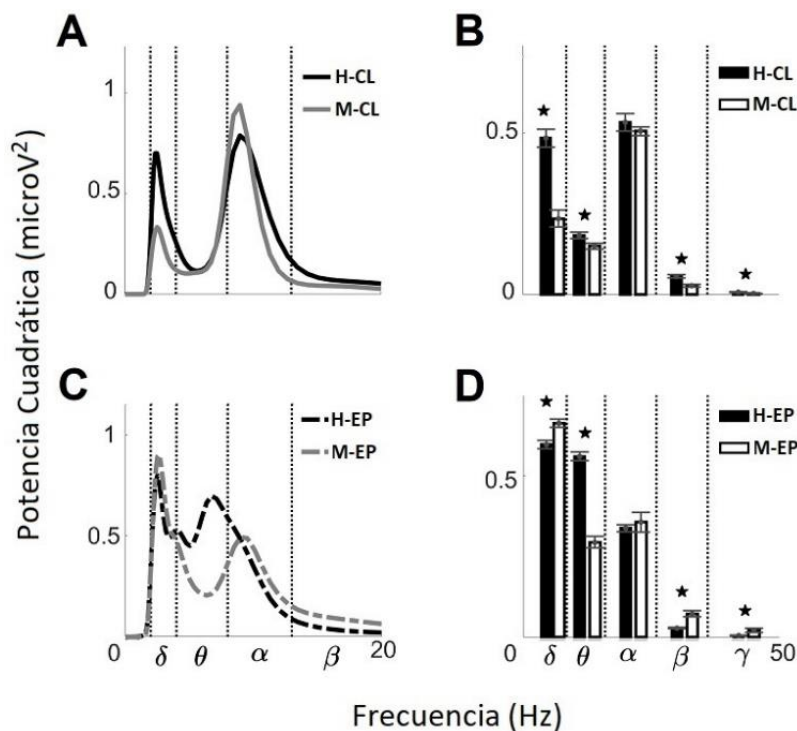 A
H-CL
M-CL
1
0.5
0
B
H-CL
M-CL
0.5
0
Potencia Cuadrática (microV²)
C
H-EP
M-EP
1
0.5
0
δ
θ
α
β
20
D
H-EP
M-EP
0.5
0
δ
θ
α
β
γ
50
Frecuencia (Hz)